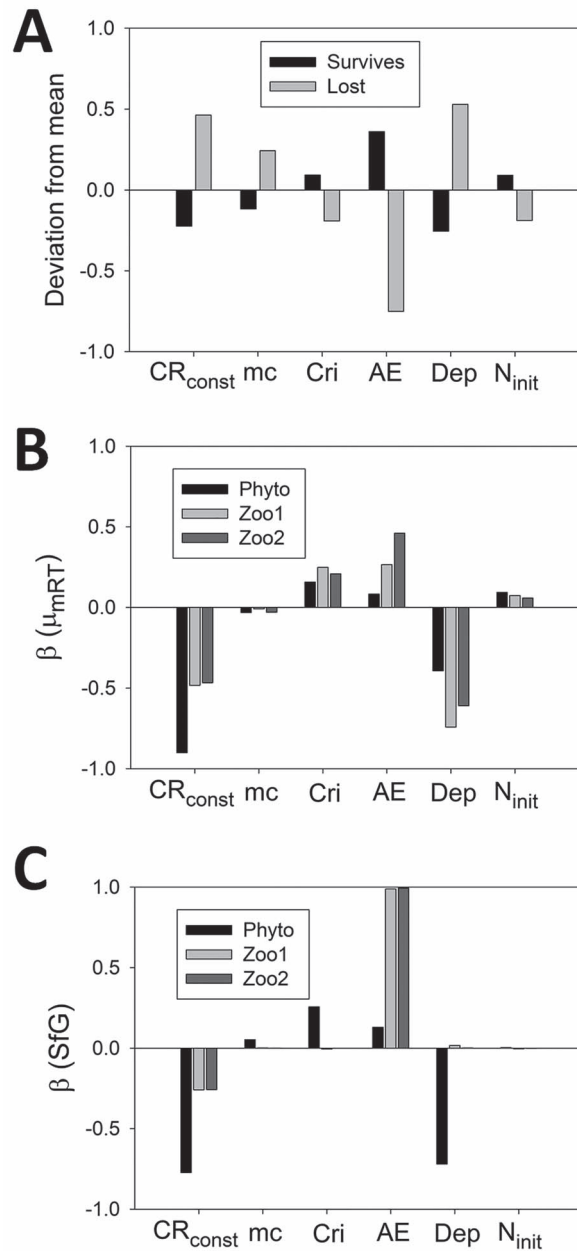 A
Deviation from mean
1.0
0.5
0.0
-0.5
-1.0
Survives
Lost
CRconst mc Cri AE Dep Ninit
B
β (μmRT)
1.0
0.5
0.0
-0.5
-1.0
Phyto
Zoo1
Zoo2
CRconst mc Cri AE Dep Ninit
C
β (SfG)
1.0
0.5
0.0
-0.5
-1.0
Phyto
Zoo1
Zoo2
CRconst mc Cri AE Dep Ninit